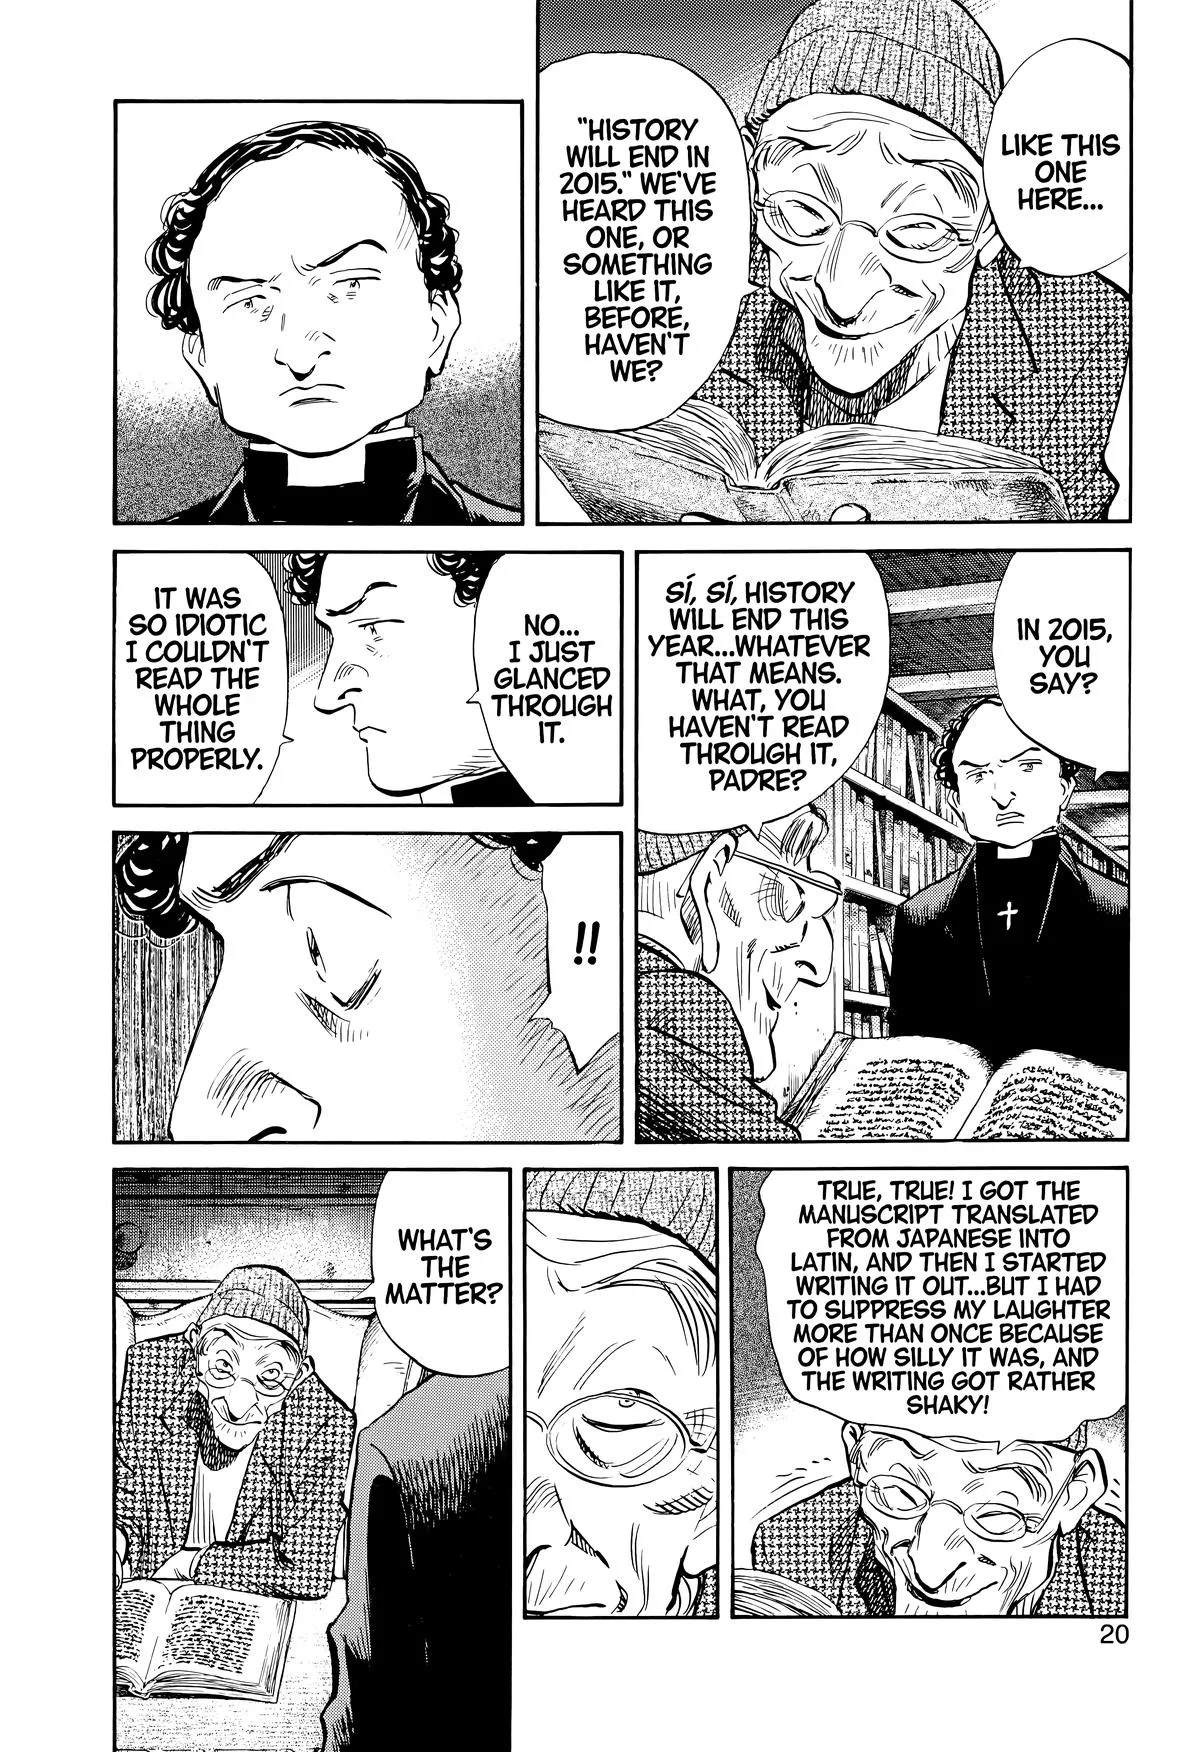 LIKE THIS
ONE
HERE...
"HISTORY
WILL END IN
2015." WE'VE
HEARD THIS
ONE, OR
SOMETHING
LIKE IT,
BEFORE,
HAVEN'T
WE?
IN 2015,
YOU
SAY?
SÍ, SÍ, HISTORY
WILL END THIS
YEAR...WHATEVER
THAT MEANS.
WHAT, YOU
HAVEN'T READ
THROUGH IT,
PADRE?
NO...
I JUST
GLANCED
THROUGH
IT.
IT WAS
SO IDIOTIC
I COULDN'T
READ THE
WHOLE
THING
PROPERLY.
!!
TRUE, TRUE! I GOT THE
MANUSCRIPT TRANSLATED
FROM JAPANESE INTO
LATIN, AND THEN I STARTED
WRITING IT OUT...BUT I HAD
TO SUPPRESS MY LAUGHTER
MORE THAN ONCE BECAUSE
OF HOW SILLY IT WAS, AND
THE WRITING GOT RATHER
SHAKY!
WHAT'S
THE
MATTER?
20